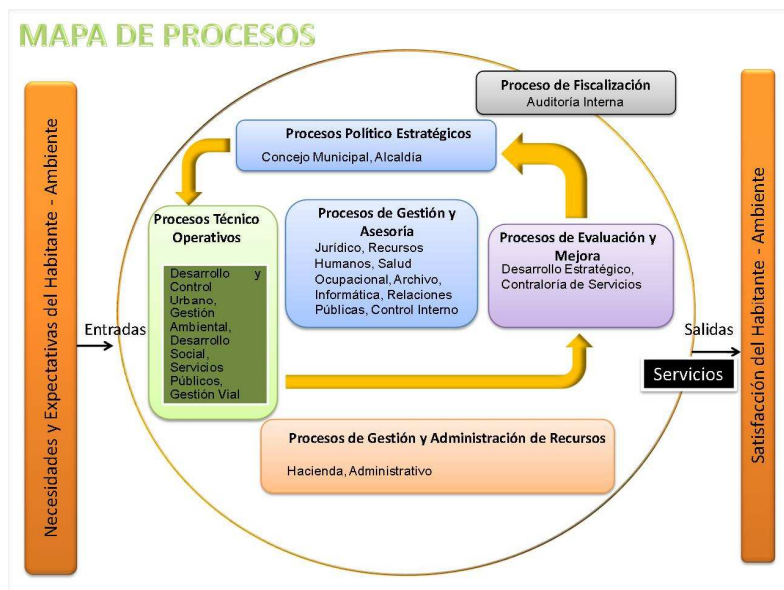 MAPA DE PROCESOS
Necesidades y Expectativas del Habitante - Ambiente
Entradas
Proceso de Fiscalización
Auditoría Interna
Procesos Político Estratégicos
Concejo Municipal, Alcaldía
Procesos Técnico
Operativos
Desarrollo y
Control
Urbano,
Gestión
Ambiental,
Desarrollo
Social,
Servicios
Públicos,
Gestión Vial
Procesos de Gestión y
Asesoría
Jurídico, Recursos
Humanos, Salud
Ocupacional, Archivo,
Informática, Relaciones
Públicas, Control Interno
Procesos de Evaluación y
Mejora
Desarrollo Estratégico,
Contraloría de Servicios
Procesos de Gestión y Administración de Recursos
Hacienda, Administrativo
Salidas
Servicios
Satisfacción del Habitante - Ambiente